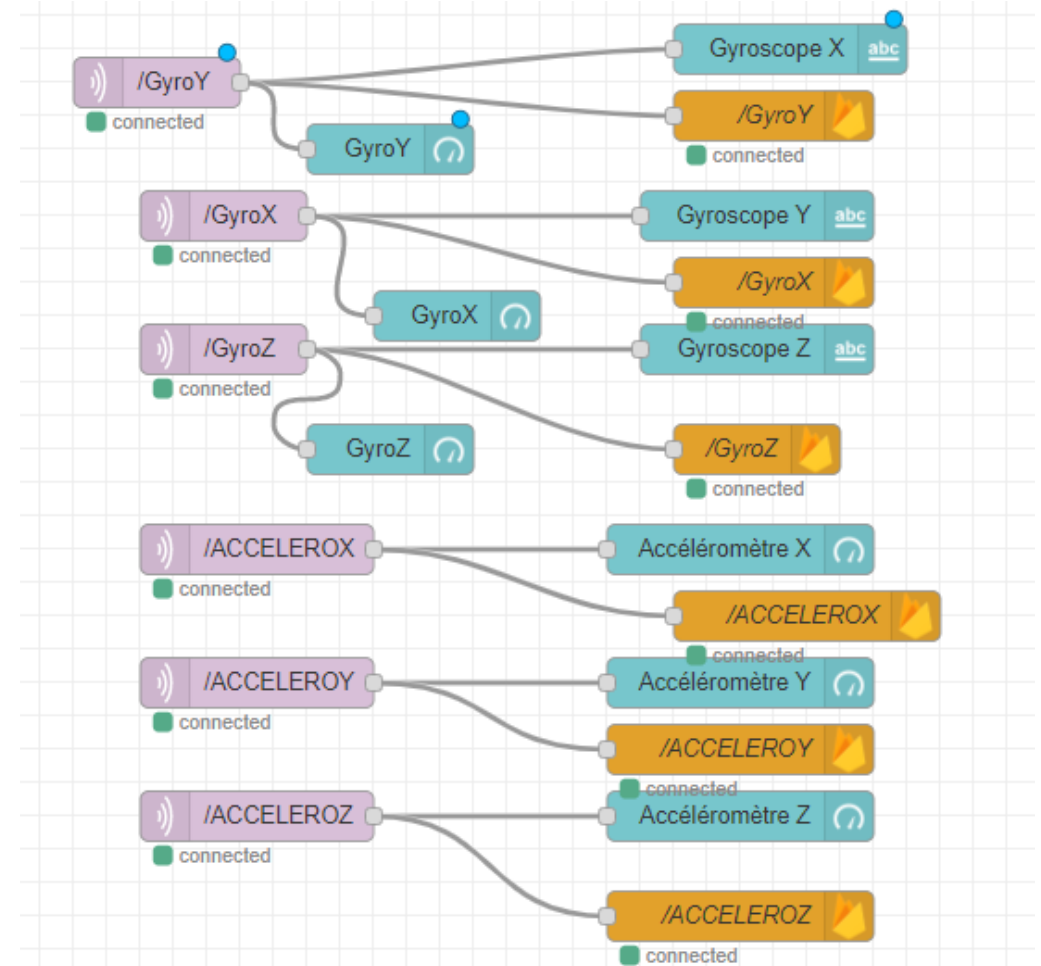 Gyroscope X abc
/GyroY
/GyroY
connected
GyroY
connected
/GyroX
Gyroscope Y abc
connected
/GyroX
GyroX
connected
/GyroZ
Gyroscope Z abc
connected
GyroZ
/GyroZ
connected
/ACCELEROX
Accéléromètre X
connected
/ACCELEROX
connected
/ACCELEROY
Accéléromètre Y
connected
/ACCELEROY
connected
/ACCELEROZ
Accéléromètre Z
connected
/ACCELEROZ
connected